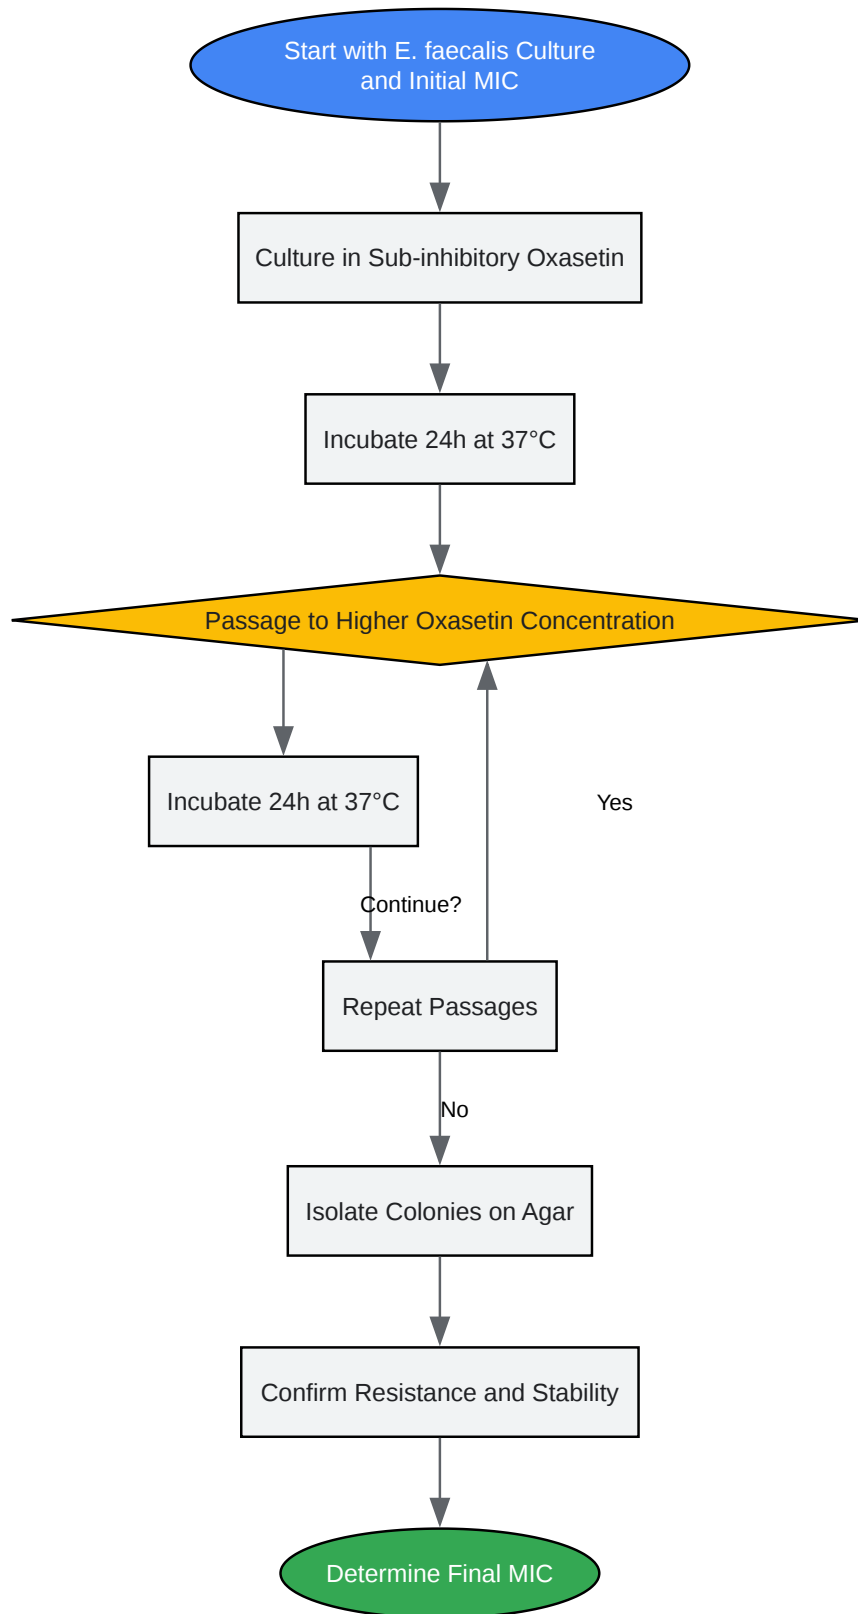 Start with E. faecalis Culture
and Initial MIC
Culture in Sub-inhibitory Oxasetin
Incubate 24h at 37°C
Passage to Higher Oxasetin Concentration
Incubate 24h at 37°C
Yes
Continue?
Repeat Passages
No
Isolate Colonies on Agar
Confirm Resistance and Stability
Determine Final MIC